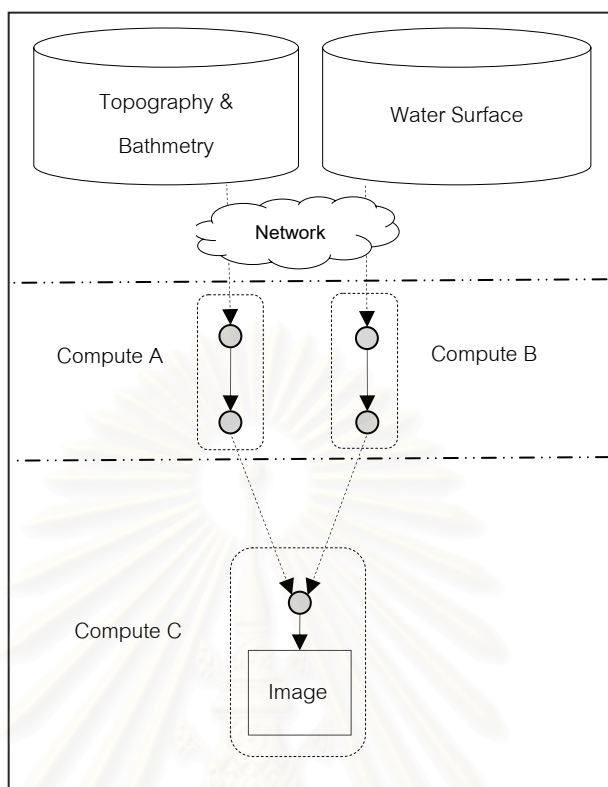 Topography &
Bathmetry
Water Surface
Network
Compute A
Compute B
Compute C
Image